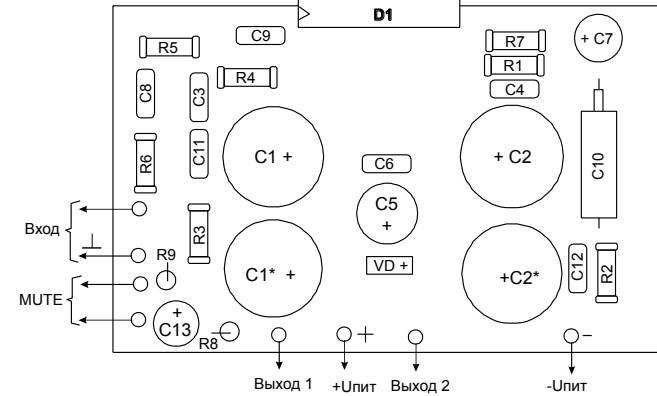 D1
C9
R5
R7
+ C7
R1
R4
C4
C8
C3
C1 +
+ C2
C10
C11
C6
R6
C5
+
R3
Вход
⊥
R9
VD +
C1* +
+C2*
C12
R2
MUTE
+
C13
R8
+
-
Выход 1
+Uпит
Выход 2
-Uпит